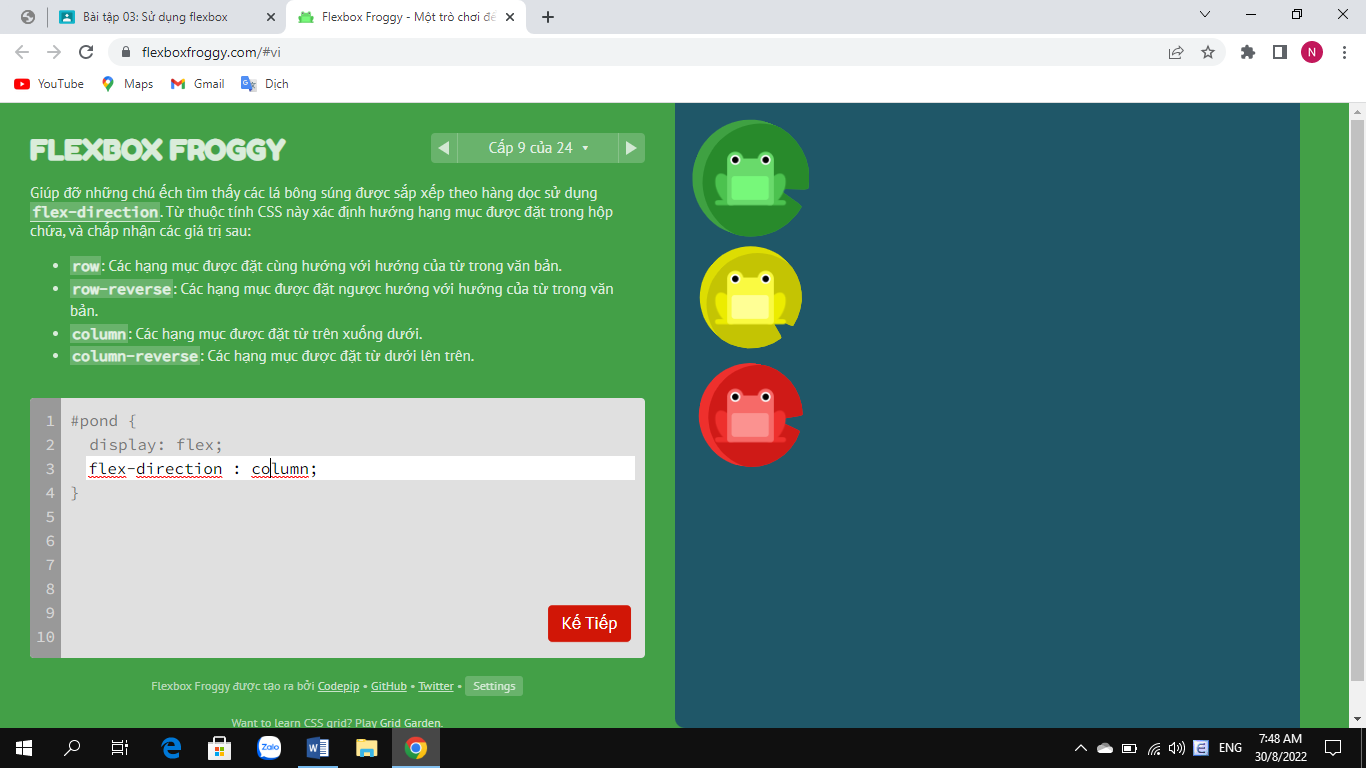 Bài tập 03: Sử dụng flexbox
Flexbox Froggy - Một trò chơi để
flexboxfroggy.com/#vi
N
YouTube
Maps
Gmail
Dịch
FLEXBOX FROGGY
Cấp 9 của 24
Giúp đỡ những chú ếch tìm thấy các lá bông súng được sắp xếp theo hàng dọc sử dụng
flex-direction. Từ thuộc tính CSS này xác định hướng hạng mục được đặt trong hộp
chứa, và chấp nhận các giá trị sau:
• row: Các hạng mục được đặt cùng hướng với hướng của từ trong văn bản.
• row-reverse: Các hạng mục được đặt ngược hướng với hướng của từ trong văn
bản.
• column: Các hạng mục được đặt từ trên xuống dưới.
• column-reverse: Các hạng mục được đặt từ dưới lên trên.
1 #pond {
2 display: flex;
3 flex-direction : column;
4 }
5
6
7
8
9
10
Kế Tiếp
Flexbox Froggy được tạo ra bởi Codepip • GitHub • Twitter • Settings
Want to learn CSS grid? Play Grid Garden.
Zalo
ENG
7:48 AM
30/8/2022